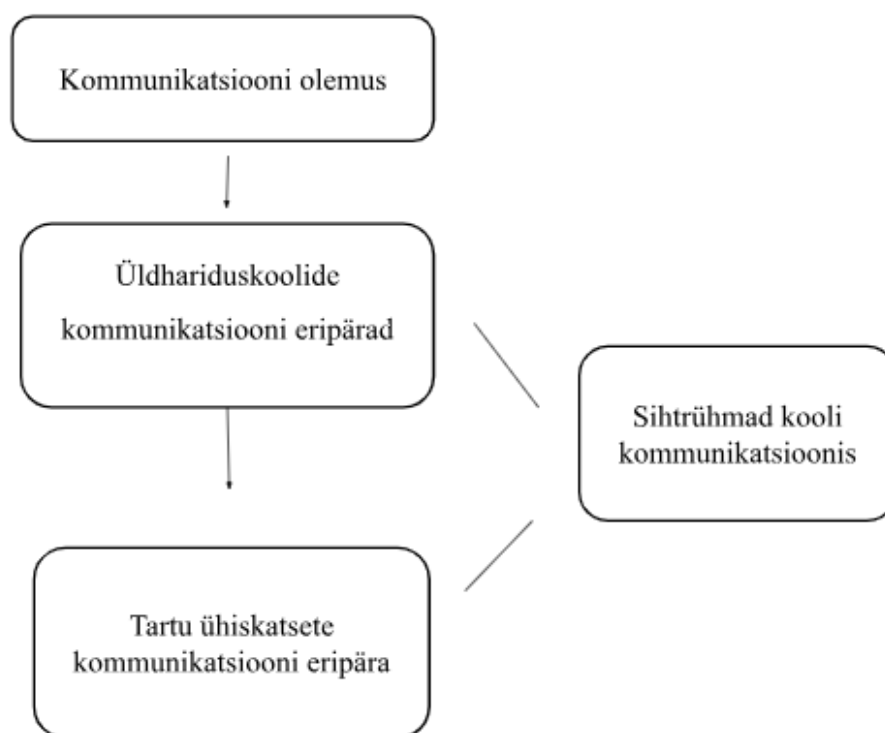 Kommunikatsiooni olemus
Üldhariduskoolide
kommunikatsiooni eripärad
Sihtrühmad kooli
kommunikatsioonis
Tartu ühiskatsete
kommunikatsiooni eripära